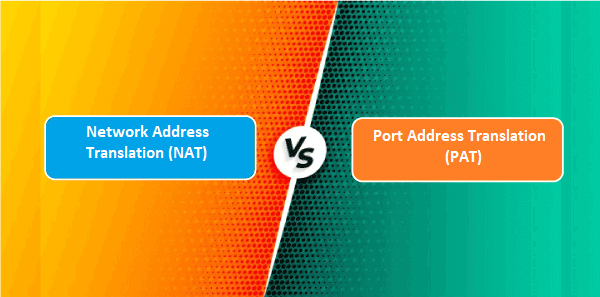 Network Address
Translation (NAT)
VS
Port Address Translation
(PAT)